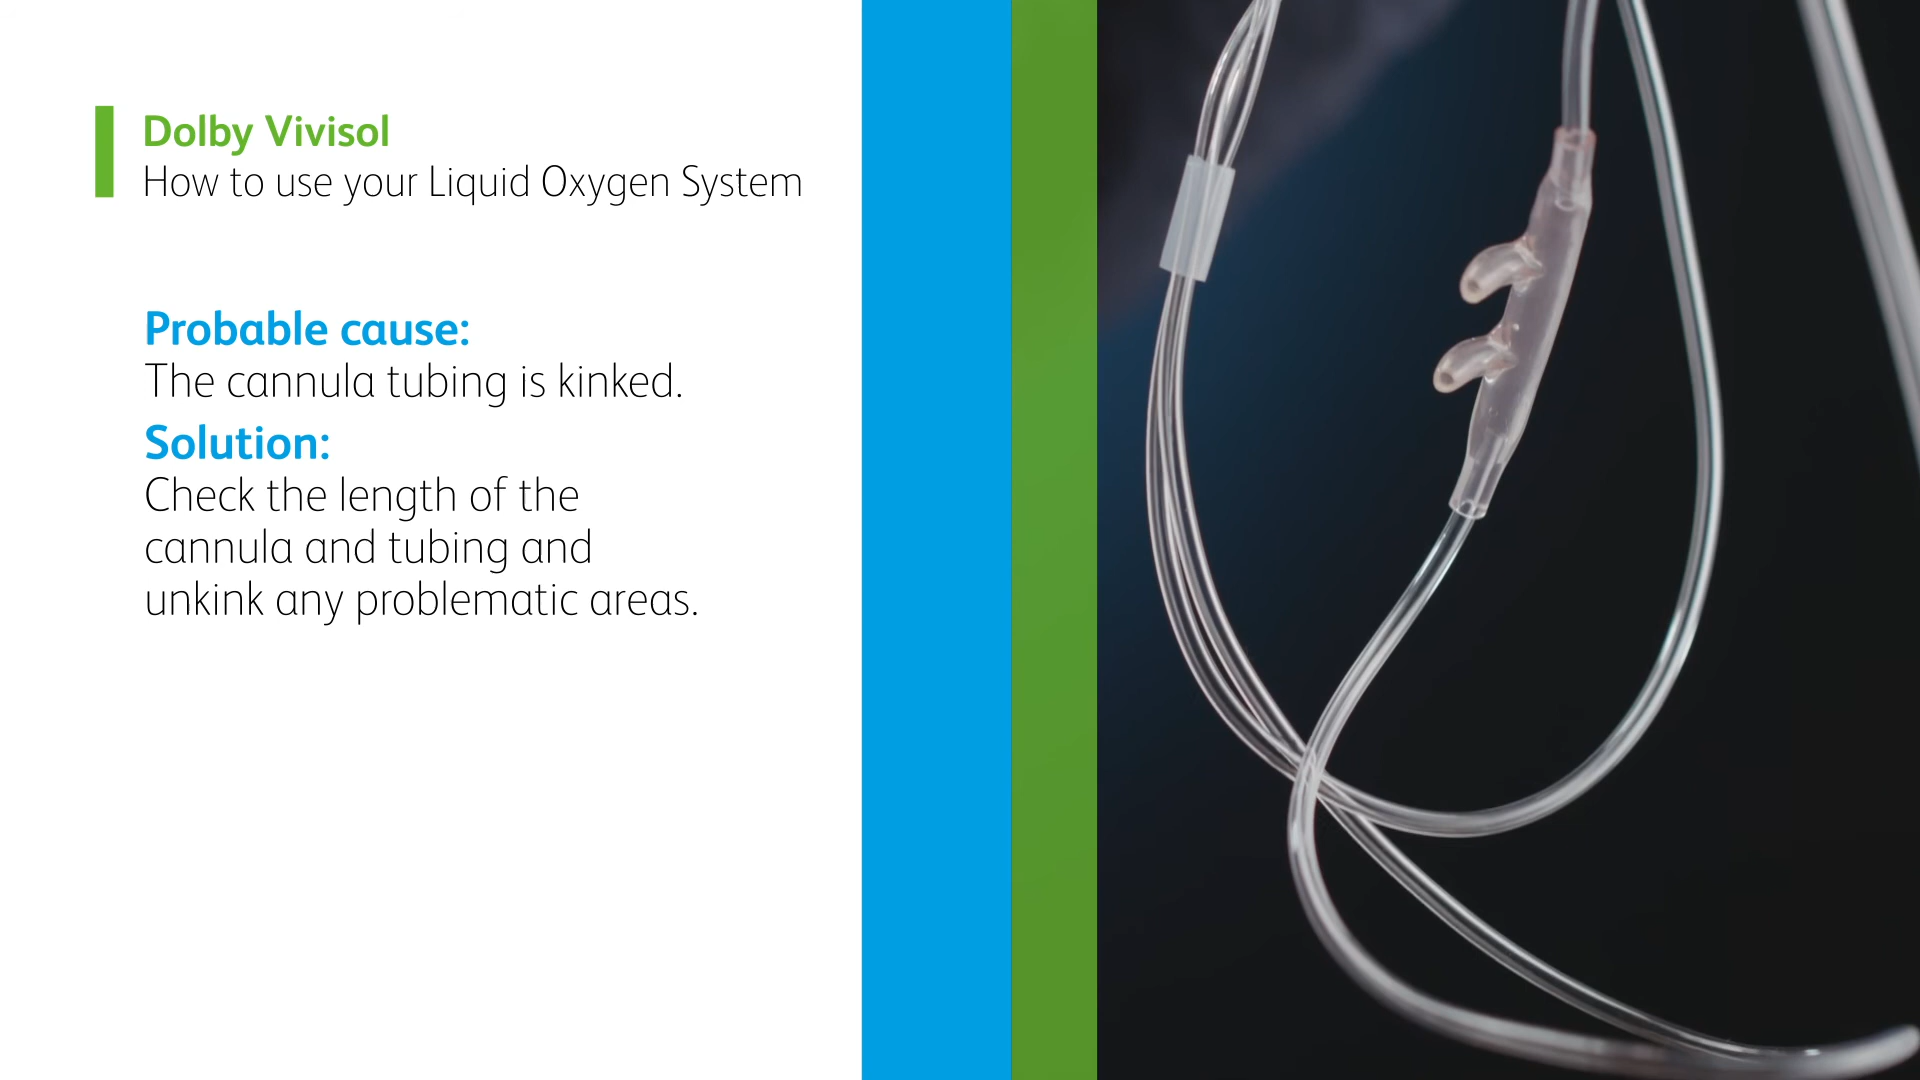 Dolby Vivisol
How to use your Liquid Oxygen System
Probable cause:
The cannula tubing is kinked.
Solution:
Check the length of the
cannula and tubing and
unkink any problematic areas.